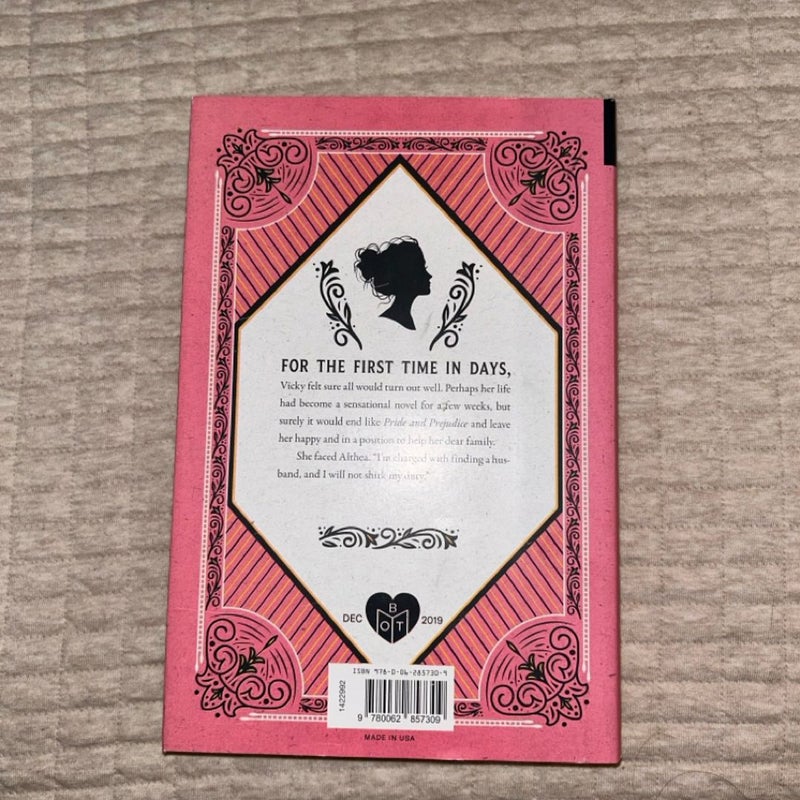 FOR THE FIRST TIME IN DAYS,
Vicky felt sure all would turn out well. Perhaps her life
had become a sensational novel for a few weeks, but
surely it would end like Pride and Prejudice and leave
her happy and in a position to help her dear family.
She faced Althea. "I'm charged with finding a hus-
band, and I will not shirk my duty."
DEC
B
OT
2019
ISBN 978-0-06-285730-9
1422992
9 780062 857309
MADE IN USA